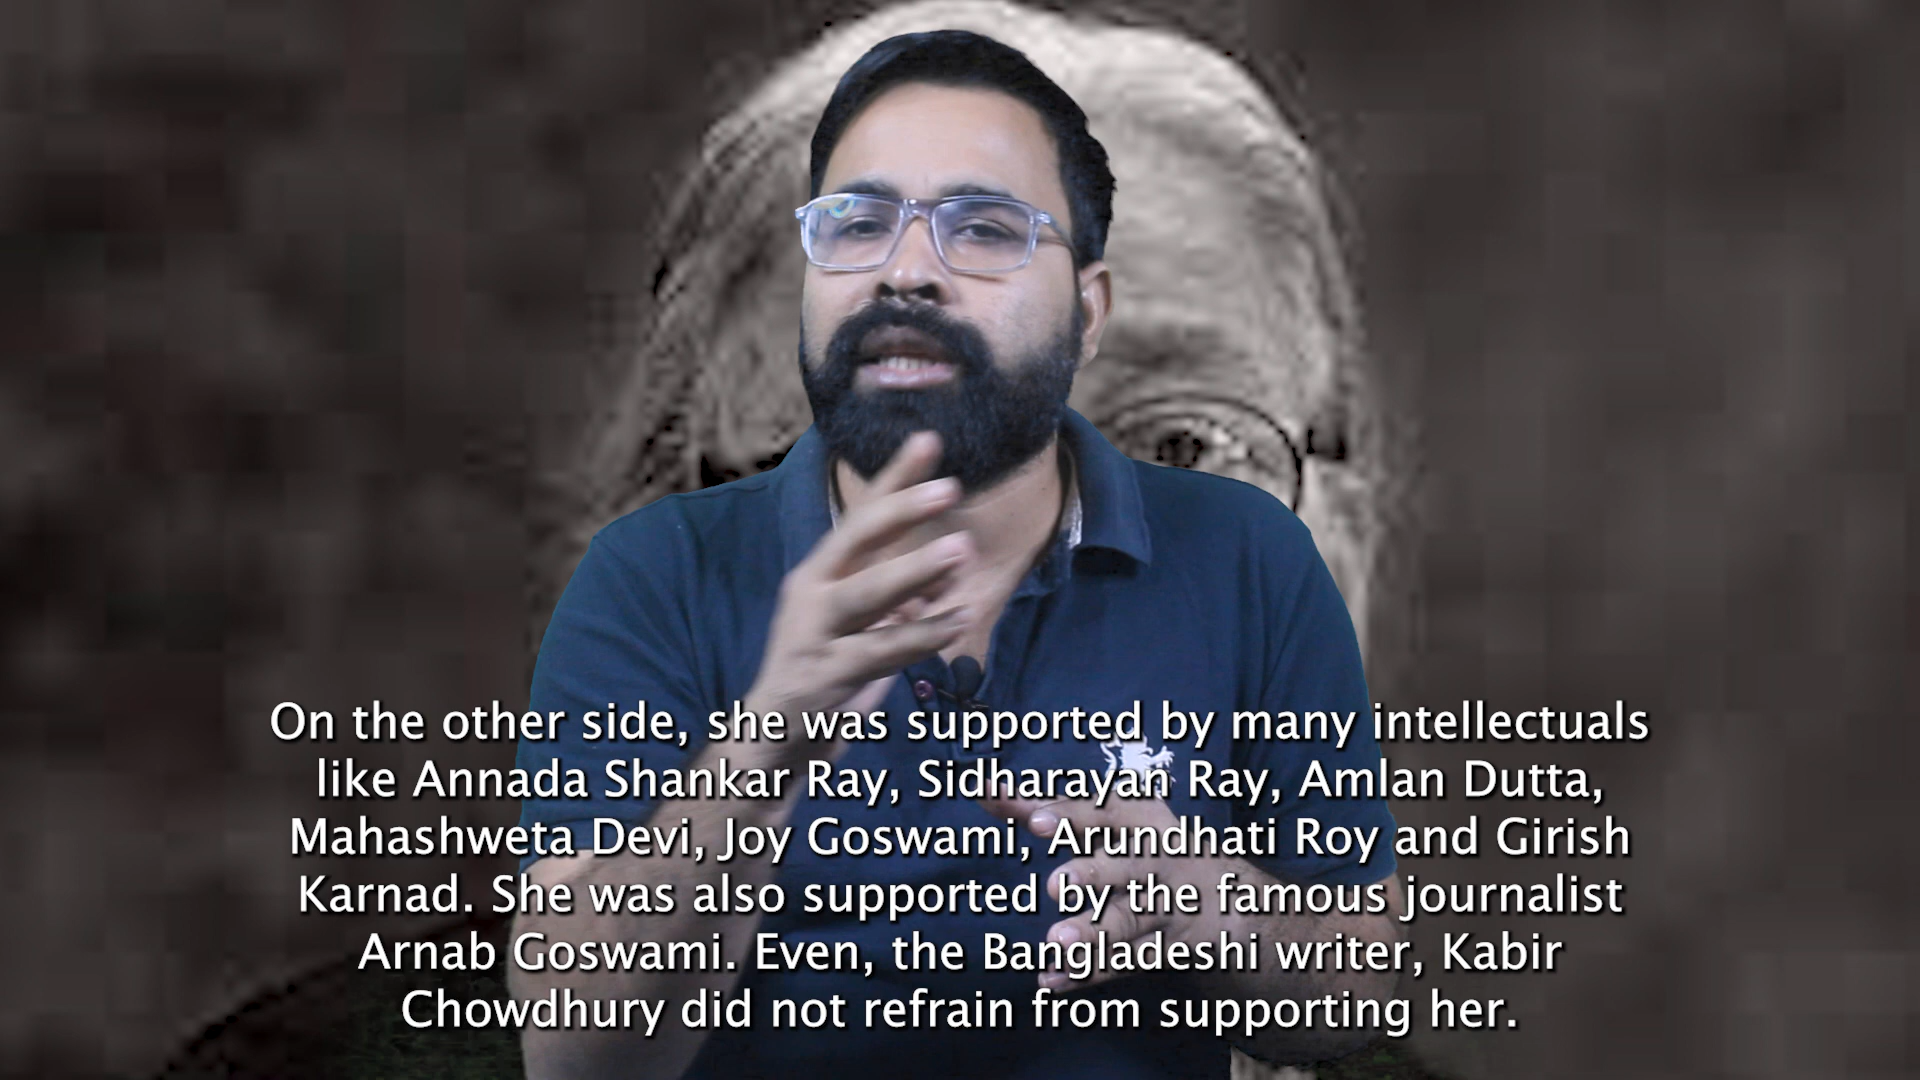 On the other side, she was supported by many intellectuals
like Annada Shankar Ray, Sidharayan Ray, Amlan Dutta,
Mahashweta Devi, Joy Goswami, Arundhati Roy and Girish
Karnad. She was also supported by the famous journalist
Arnab Goswami. Even, the Bangladeshi writer, Kabir
Chowdhury did not refrain from supporting her.